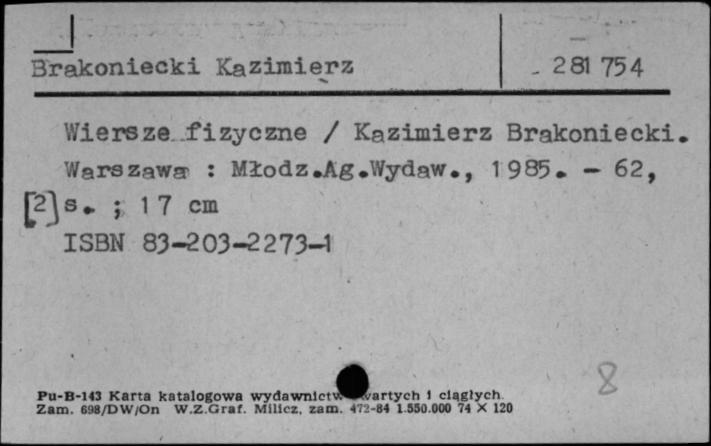 Brakoniecki Kazimierz
281 754
Wiersze fizyczne / Kazimierz Brakoniecki.
Warszawa : Młodz.Ag.Wydaw., 1985. - 62,
[2] s. ; 17 cm
ISBN 83-203-2273-1
8
Pu-B-143 Karta katalogowa wydawnictw zwartych i ciągłych.
Zam. 698/DW/On W.Z.Graf. Milicz, zam. 472-84 1.550.000 74 X 120